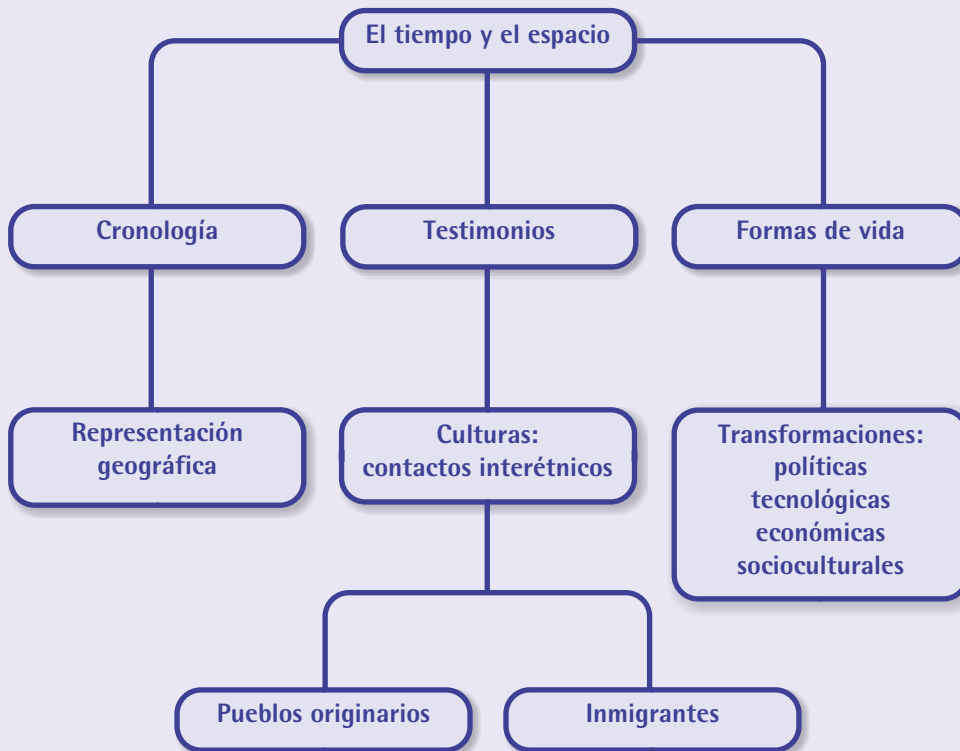 El tiempo y el espacio
Cronología
Testimonios
Formas de vida
Representación
geográfica
Culturas:
contactos interétnicos
Transformaciones:
políticas
tecnológicas
económicas
socioculturales
Pueblos originarios
Inmigrantes